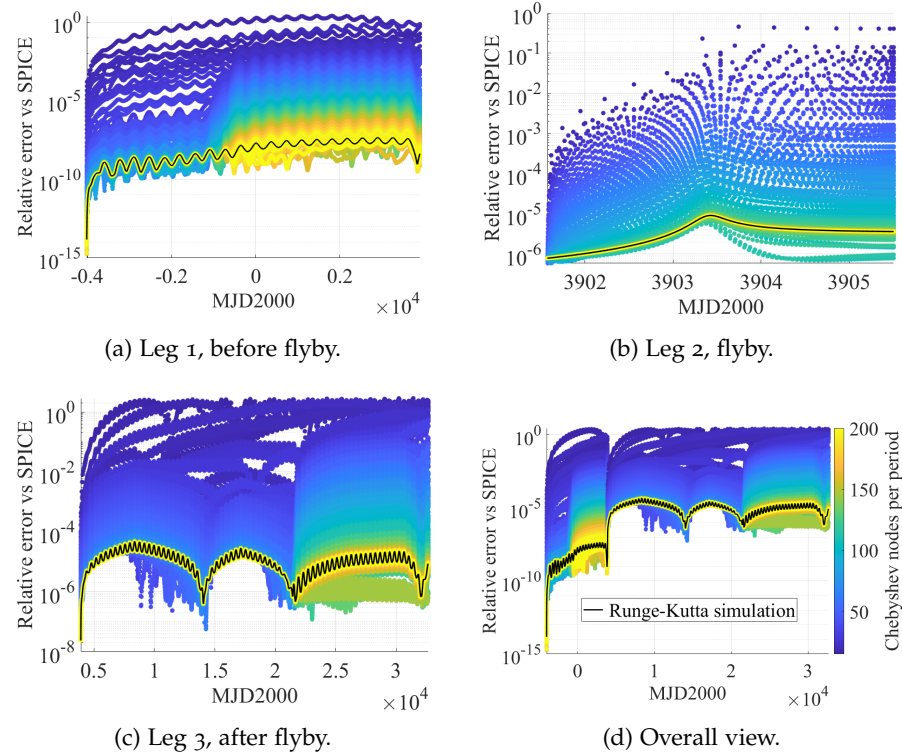 Relative error vs SPICE
10^0
10^-5
10^-10
10^-15
-0.4 -0.2 0 0.2
×10^4
MJD2000
(a) Leg 1, before flyby.
Relative error vs SPICE
10^0
10^-1
10^-2
10^-3
10^-4
10^-5
10^-6
3902 3903 3904 3905
MJD2000
(b) Leg 2, flyby.
Relative error vs SPICE
10^0
10^-2
10^-4
10^-6
10^-8
0.5 1 1.5 2 2.5 3
×10^4
MJD2000
(c) Leg 3, after flyby.
Relative error vs SPICE
10^0
10^-5
10^-10
10^-15
Runge-Kutta simulation
0 1 2 3
×10^4
MJD2000
200
150
100
50
Chebyshev nodes per period
(d) Overall view.